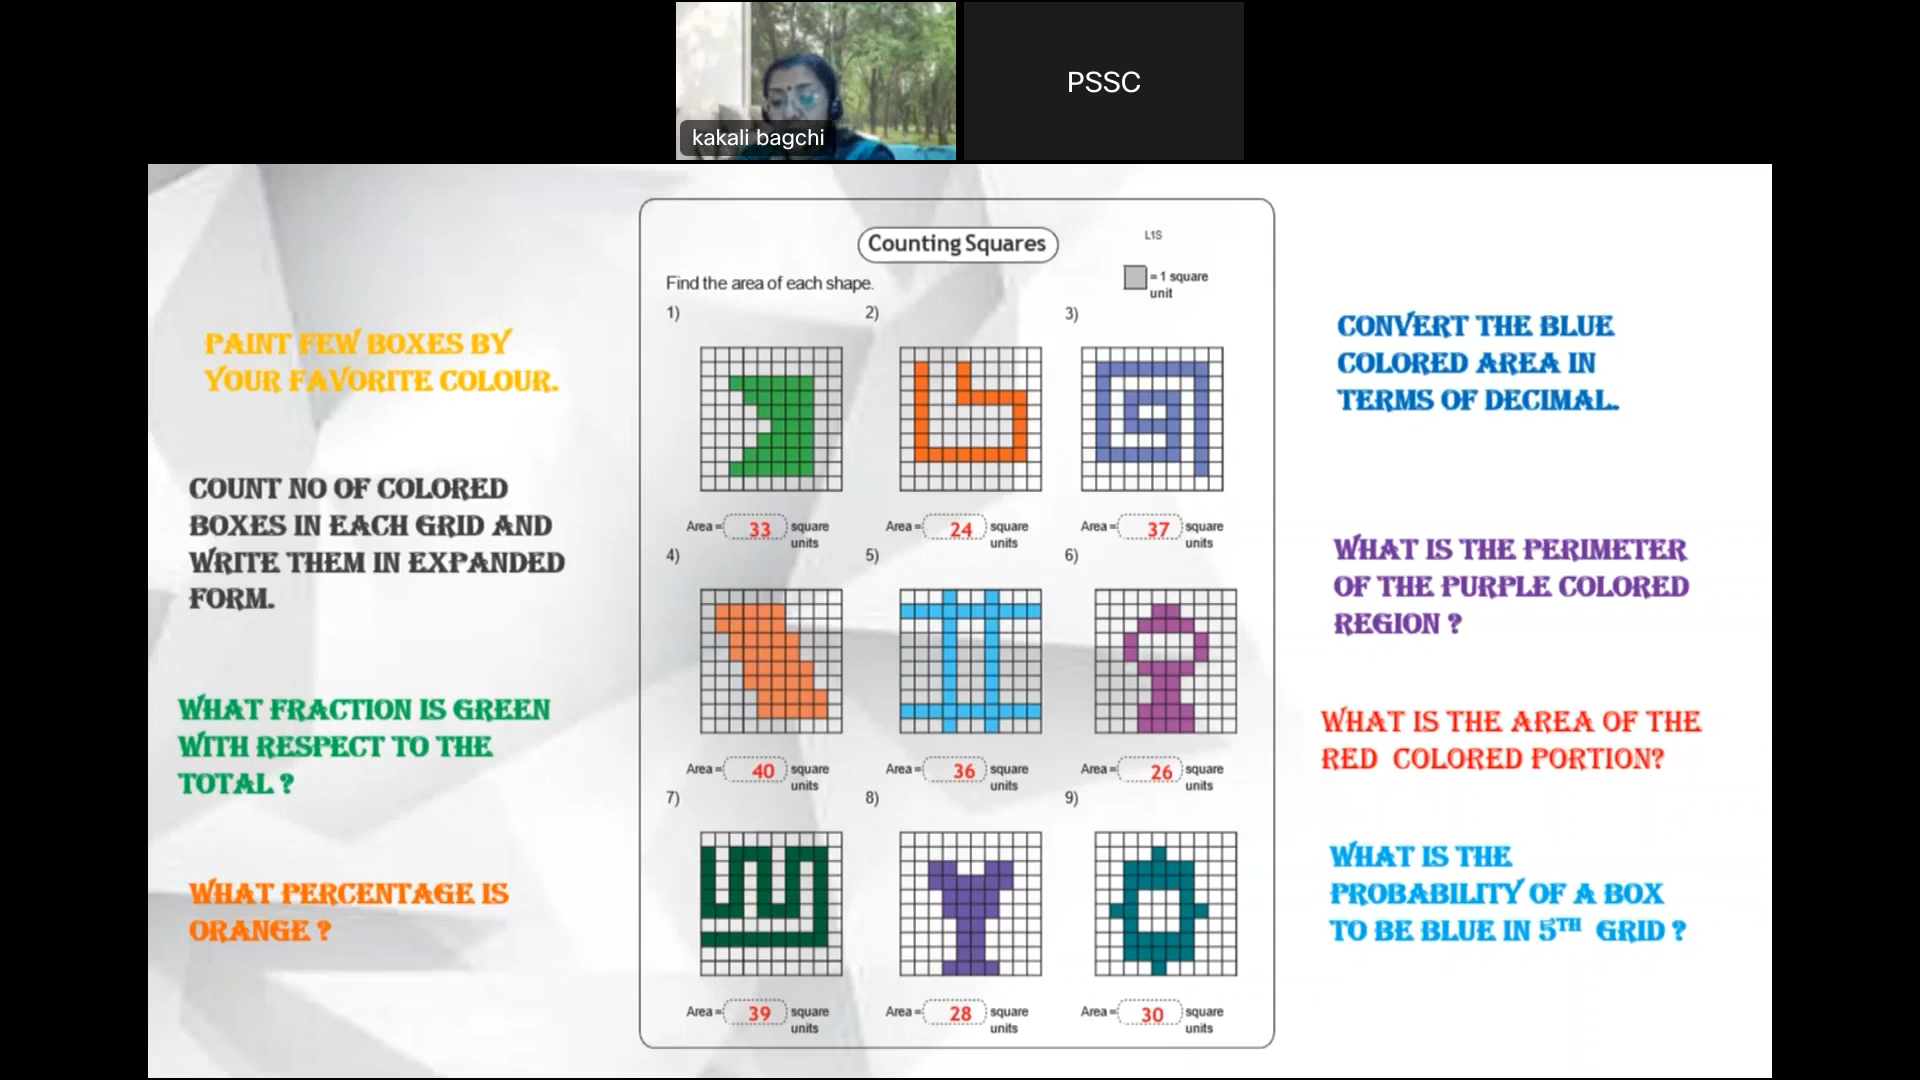 kakali bagchi
PSSC
PAINT FEW BOXES BY
YOUR FAVORITE COLOUR.
COUNT NO OF COLORED
BOXES IN EACH GRID AND
WRITE THEM IN EXPANDED
FORM.
WHAT FRACTION IS GREEN
WITH RESPECT TO THE
TOTAL ?
WHAT PERCENTAGE IS
ORANGE ?
Counting Squares
L1S
Find the area of each shape.
= 1 square
unit
1) 2) 3)
Area = 33 square units
Area = 24 square units
Area = 37 square units
4) 5) 6)
Area = 40 square units
Area = 36 square units
Area = 26 square units
7) 8) 9)
Area = 39 square units
Area = 28 square units
Area = 30 square units
CONVERT THE BLUE
COLORED AREA IN
TERMS OF DECIMAL.
WHAT IS THE PERIMETER
OF THE PURPLE COLORED
REGION ?
WHAT IS THE AREA OF THE
RED COLORED PORTION?
WHAT IS THE
PROBABILITY OF A BOX
TO BE BLUE IN 5TH GRID ?